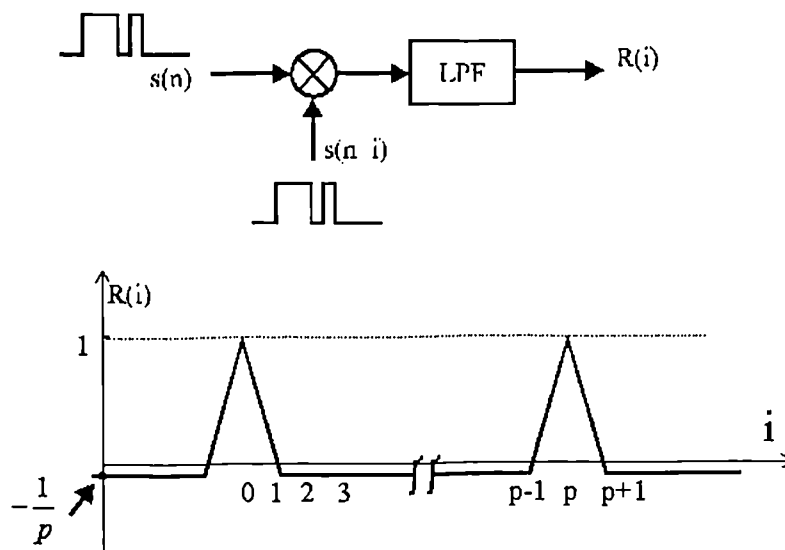 s(n)
LPF
R(i)
s(n i)
R(i)
1
i
-1/p
0 1 2 3 p-1 p p+1